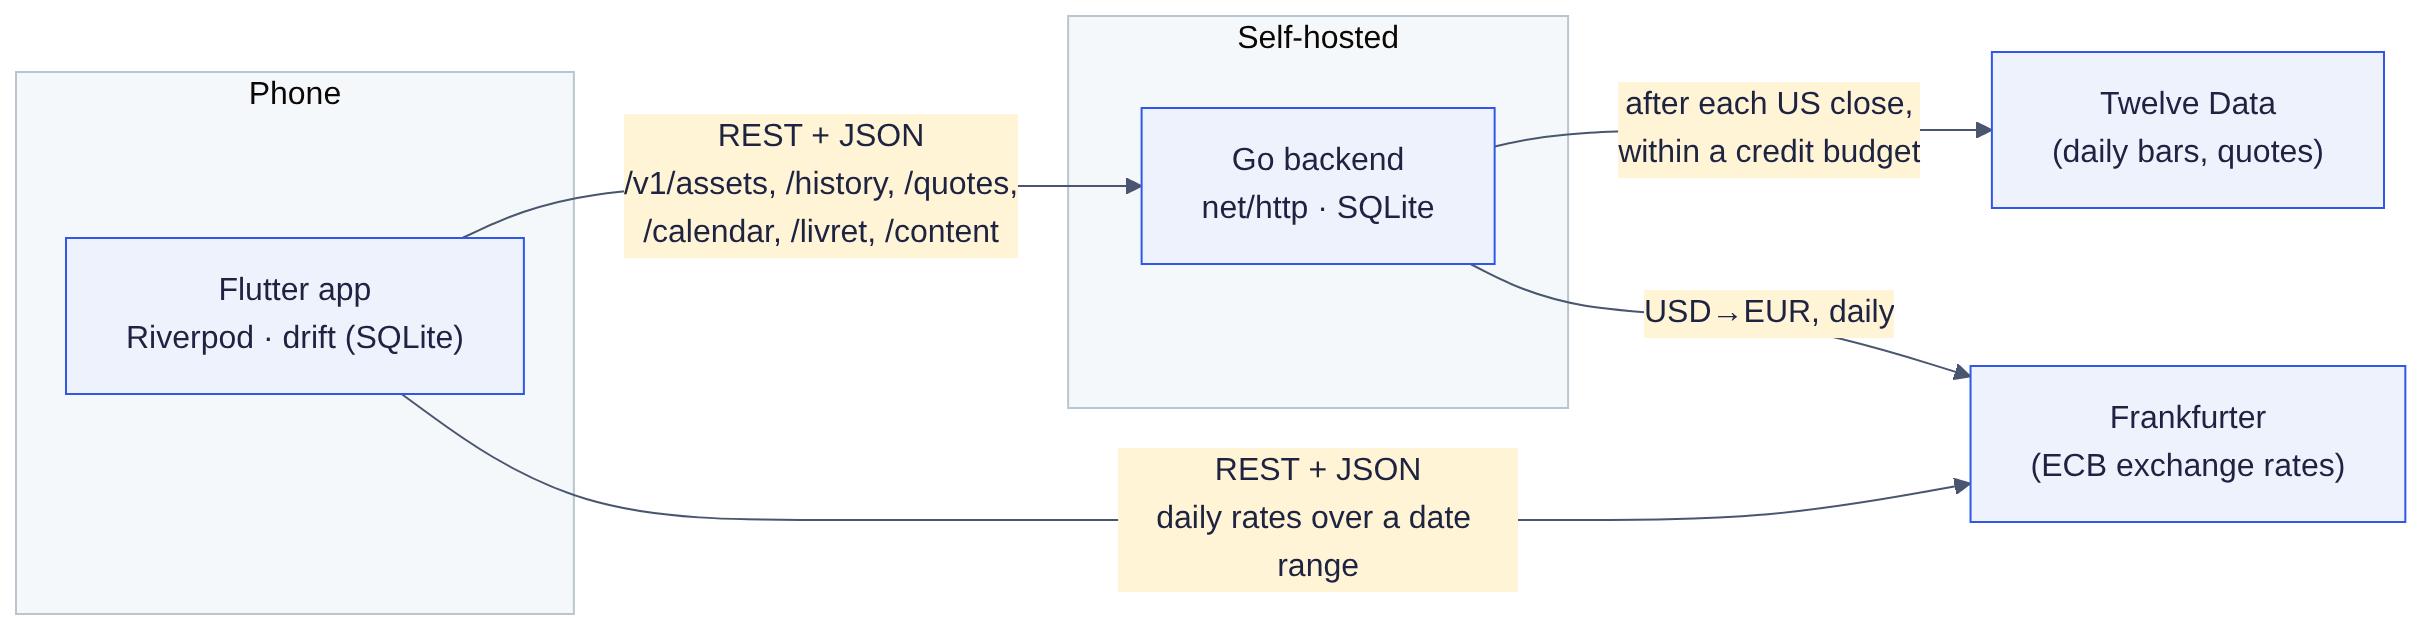 Phone
Flutter app
Riverpod · drift (SQLite)
REST + JSON
/v1/assets, /history, /quotes,
/calendar, /livret, /content
Self-hosted
Go backend
net/http · SQLite
after each US close,
within a credit budget
Twelve Data
(daily bars, quotes)
USD→EUR, daily
Frankfurter
(ECB exchange rates)
REST + JSON
daily rates over a date
range